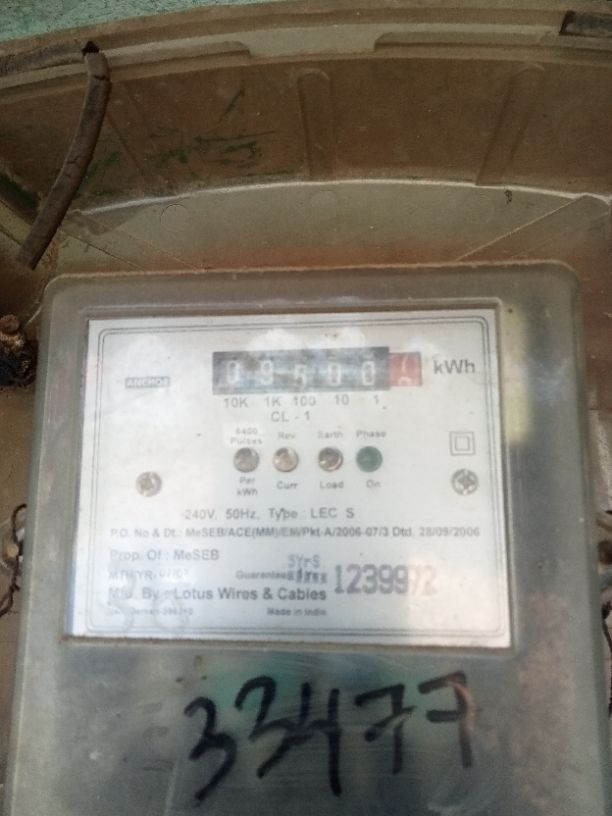 09500
kWh
10K 1K 100 10 1
CL - 1
ANCHOR
6400 Pulses Rev Earth Phase
Per kWh Curr Load On
240V, 50Hz, Type : LEC S
P.O. No & Dt.: MeSEB/ACE(MM)/EM/Pkt-A/2006-07/3 Dtd. 28/09/2006
Prop. Of : MeSEB
5YrS
MTH/YR. Guarantee 1239972
Mfd. By : Lotus Wires & Cables
Made in India
33477